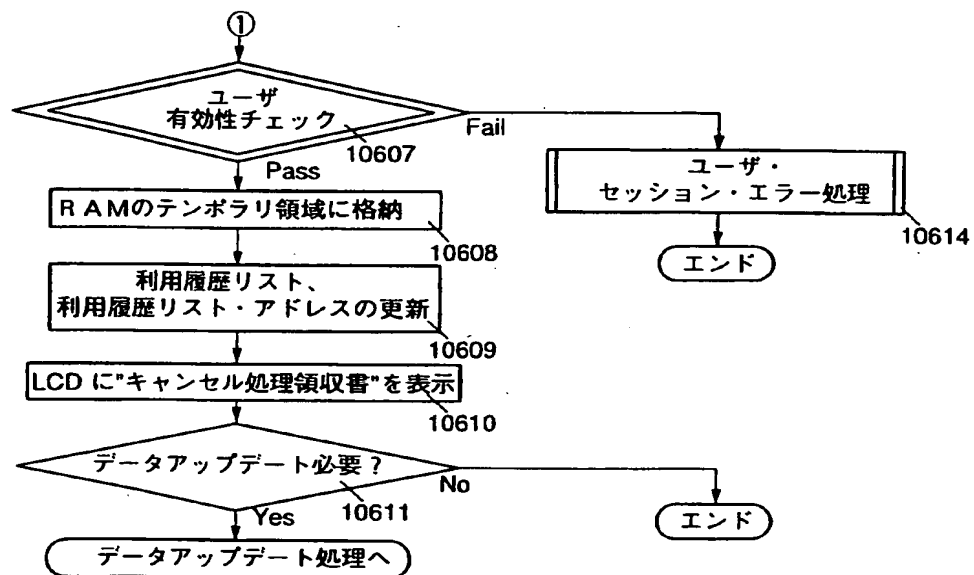 ①
ユーザ
有効性チェック
10607
Fail
Pass
ユーザ・
セッション・エラー処理
10614
エンド
RAMのテンポラリ領域に格納
10608
利用履歴リスト、
利用履歴リスト・アドレスの更新
10609
LCDに"キャンセル処理領収書"を表示
10610
データアップデート必要？
10611
No
Yes
エンド
データアップデート処理へ